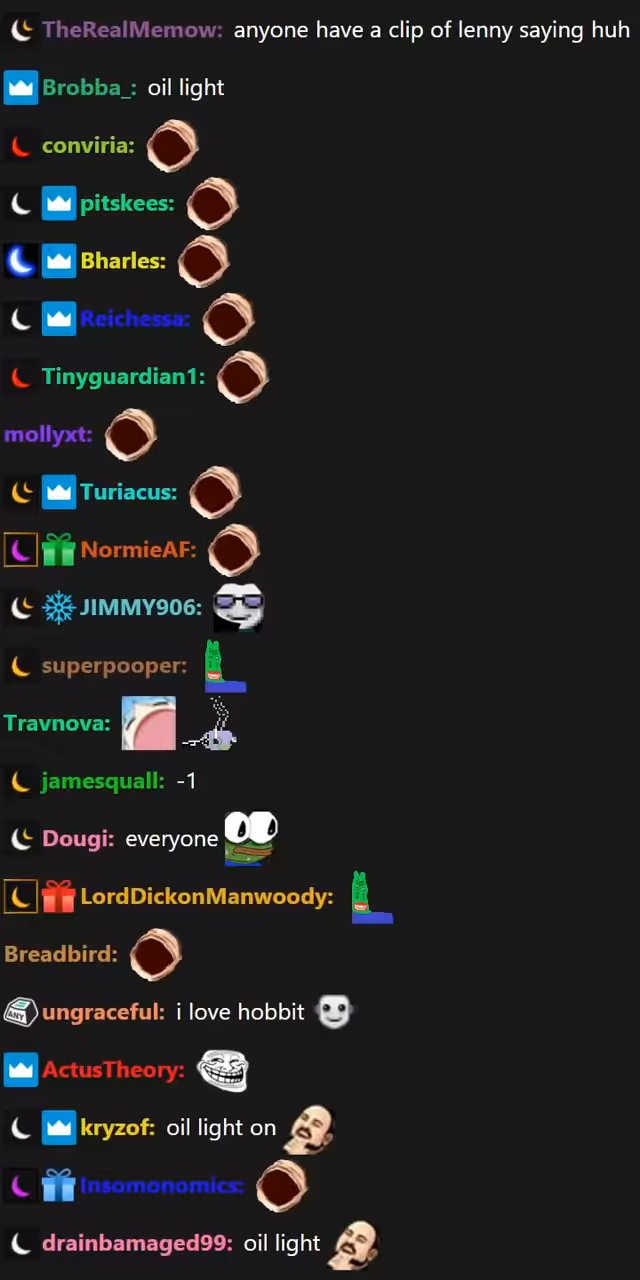 TheRealMemow: anyone have a clip of lenny saying huh
Brobba_: oil light
conviria:
pitskees:
Bharles:
Reichessa:
Tinyguardian1:
mollyxt:
Turiacus:
NormieAF:
JIMMY906:
superpooper:
Travnova:
jamesquall: -1
Dougi: everyone
LordDickonManwoody:
Breadbird:
ANY ungraceful: i love hobbit
ActusTheory:
kryzof: oil light on
Insomonomics:
drainbamaged99: oil light